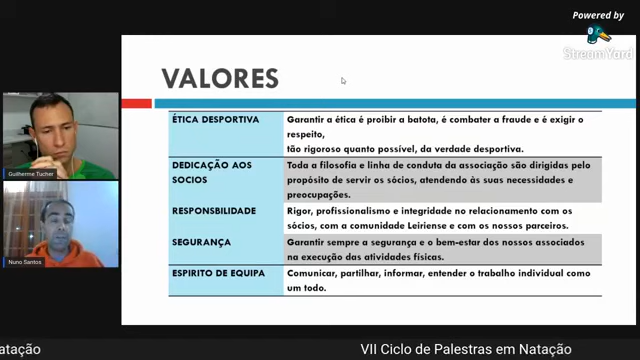 Powered by
StreamYard
VALORES
ÉTICA DESPORTIVA
Garantir a ética é proibir a batota, é combater a fraude e é exigir o
respeito,
tão rigoroso quanto possível, da verdade desportiva.
DEDICAÇÃO AOS
SOCIOS
Toda a filosofia e linha de conduta da associação são dirigidas pelo
propósito de servir os sócios, atendendo às suas necessidades e
preocupações.
RESPONSBILIDADE
Rigor, profissionalismo e integridade no relacionamento com os
sócios, com a comunidade Leiriense e com os nossos parceiros.
SEGURANÇA
Garantir sempre a segurança e o bem-estar dos nossos associados
na execução das atividades físicas.
ESPIRITO DE EQUIPA
Comunicar, partilhar, informar, entender o trabalho individual como
um todo.
Guilherme Tucher
Nuno Santos
atação
VII Ciclo de Palestras em Natação